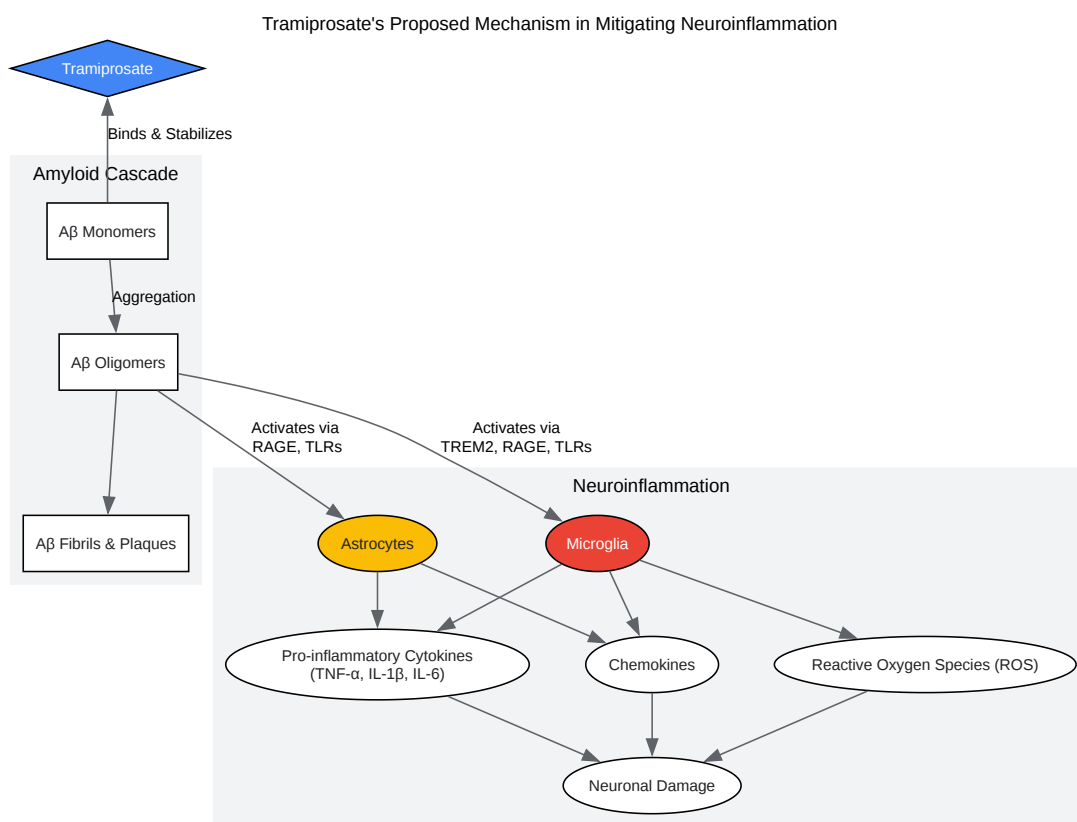 Tramiprosate's Proposed Mechanism in Mitigating Neuroinflammation
Tramiprosate
Binds & Stabilizes
Amyloid Cascade
Aβ Monomers
Aggregation
Aβ Oligomers
Activates via
RAGE, TLRs
Activates via
TREM2, RAGE, TLRs
Neuroinflammation
Aβ Fibrils & Plaques
Astrocytes
Microglia
Pro-inflammatory Cytokines
(TNF-α, IL-1β, IL-6)
Chemokines
Reactive Oxygen Species (ROS)
Neuronal Damage